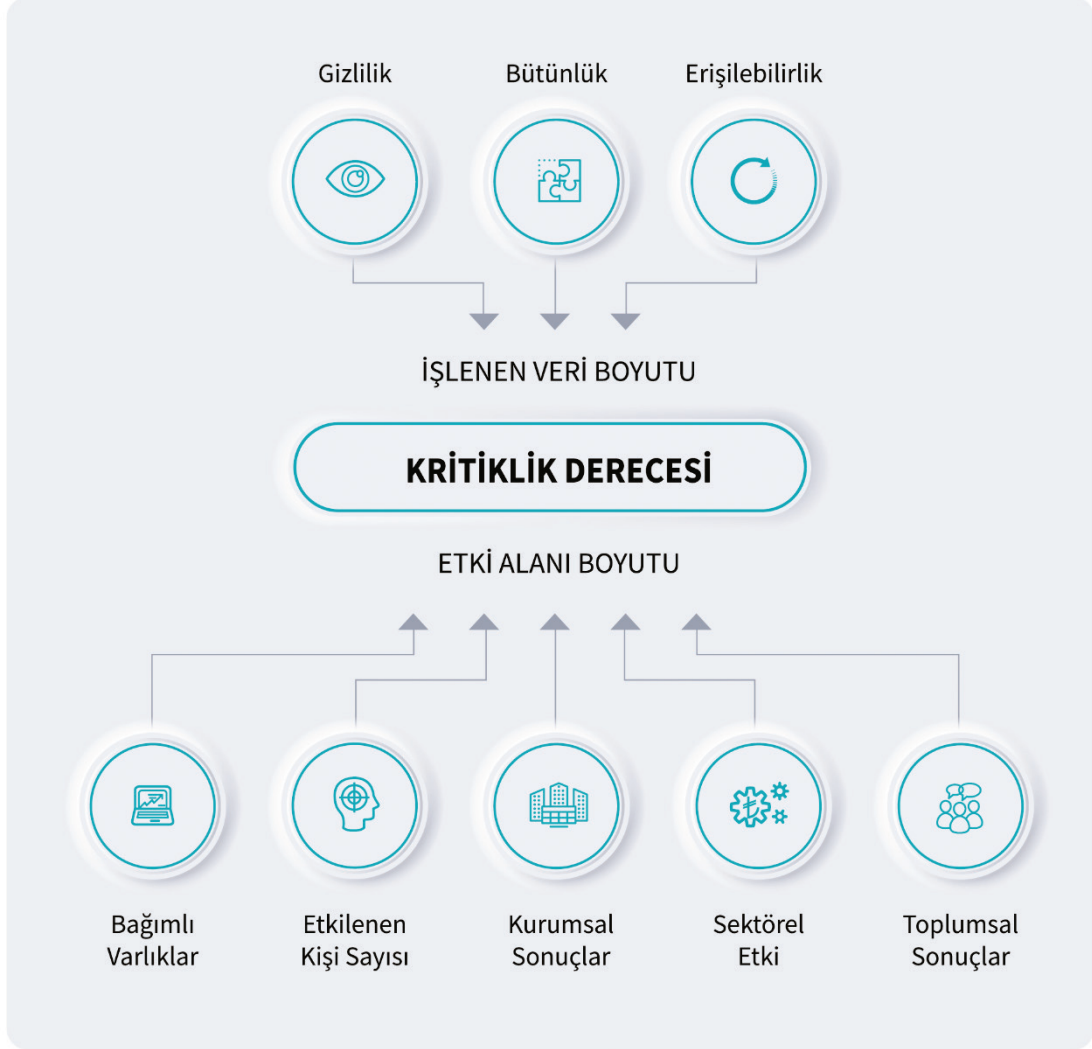 Gizlilik
Bütünlük
Erişilebilirlik
İŞLENEN VERİ BOYUTU
KRİTİKLİK DERECESİ
ETKİ ALANI BOYUTU
Bağımlı
Varlıklar
Etkilenen
Kişi Sayısı
Kurumsal
Sonuçlar
Sektörel
Etki
Toplumsal
Sonuçlar